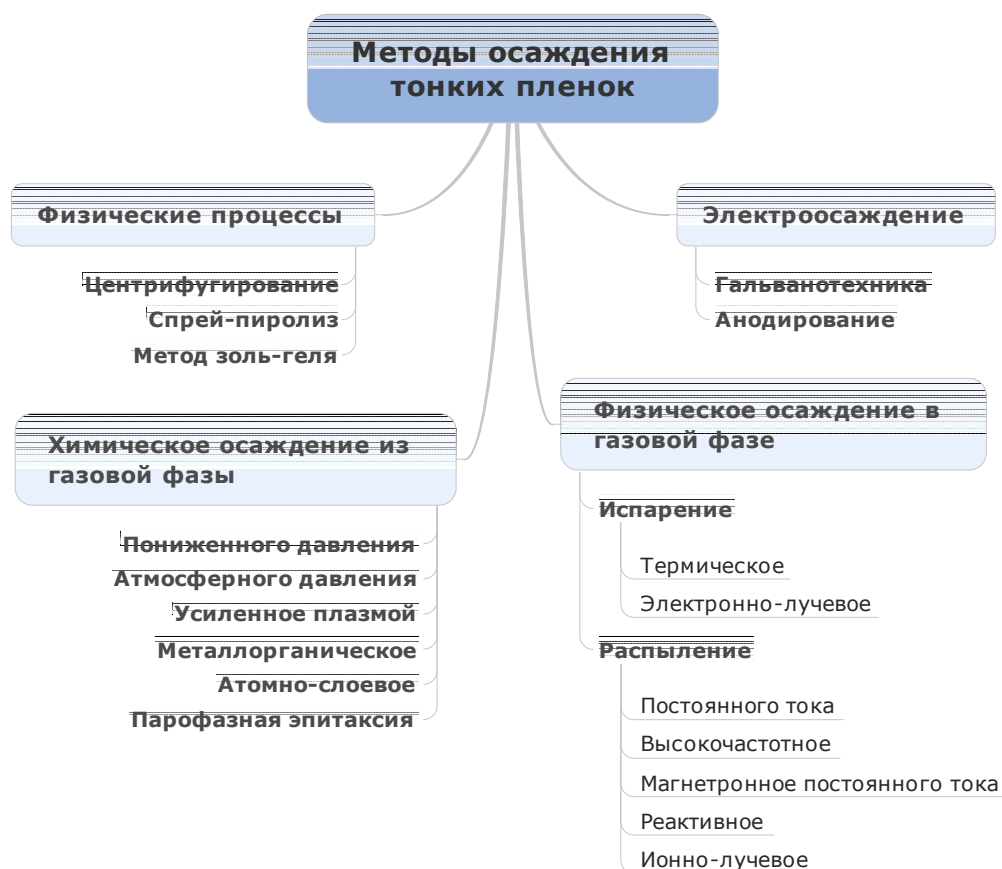 Методы осаждения
тонких пленок
Физические процессы
Центрифугирование
Спрей-пиролиз
Метод золь-геля
Электроосаждение
Гальванотехника
Анодирование
Химическое осаждение из
газовой фазы
Пониженного давления
Атмосферного давления
Усиленное плазмой
Металлорганическое
Атомно-слоевое
Парофазная эпитаксия
Физическое осаждение в
газовой фазе
Испарение
Термическое
Электронно-лучевое
Распыление
Постоянного тока
Высокочастотное
Магнетронное постоянного тока
Реактивное
Ионно-лучевое